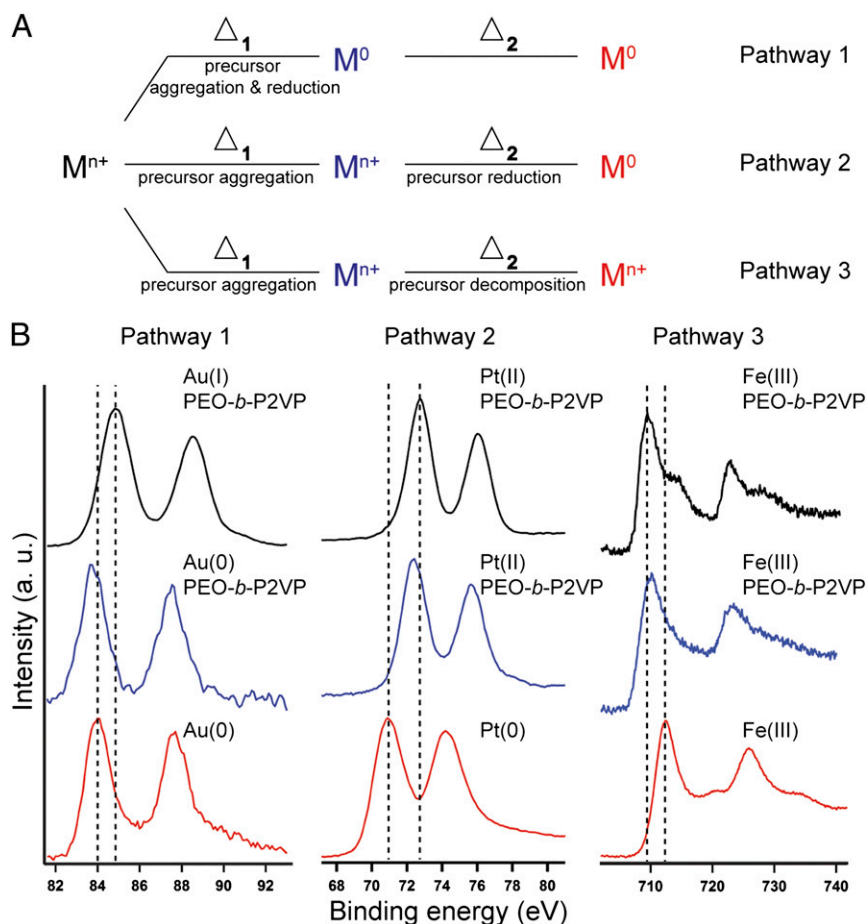 A
△1 △2
precursor
aggregation & reduction
M0 M0 Pathway 1
△1 △2
Mn+ Mn+ M0 Pathway 2
precursor aggregation precursor reduction
△1 △2
Mn+ Mn+ Pathway 3
precursor aggregation precursor decomposition
B
Pathway 1 Pathway 2 Pathway 3
Au(I)
PEO-b-P2VP
Au(0)
PEO-b-P2VP
Au(0)
Pt(II)
PEO-b-P2VP
Pt(II)
PEO-b-P2VP
Pt(0)
Fe(III)
PEO-b-P2VP
Fe(III)
PEO-b-P2VP
Fe(III)
Intensity (a. u.)
82 84 86 88 90 92
68 70 72 74 76 78 80
710 720 730 740
Binding energy (eV)